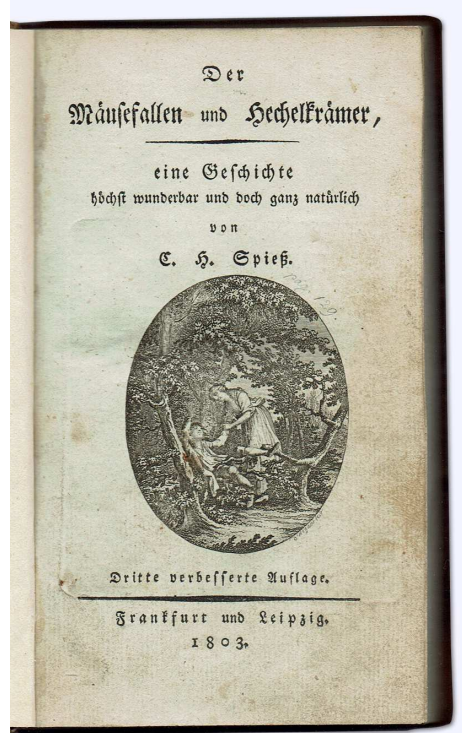 Der
Mäusefallen und Hechelkrämer,
eine Geschichte
höchst wunderbar und doch ganz natürlich
von
C. H. Spieß.
Dritte verbesserte Auflage.
Frankfurt und Leipzig.
1803.